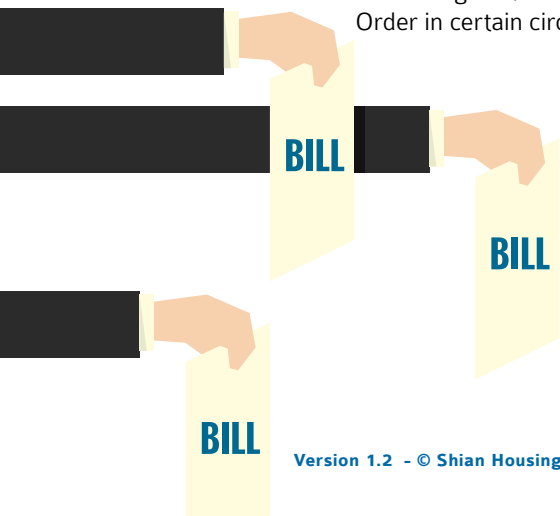 Order in certain circ
BILL
BILL
BILL
Version 1.2 - © Shian Housing